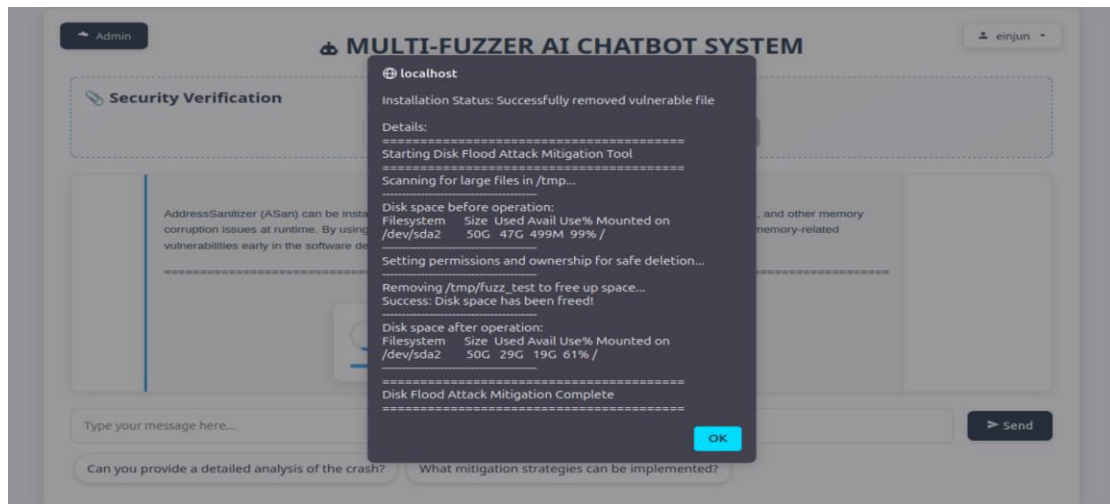 Admin
MULTI-FUZZER AI CHATBOT SYSTEM
einjun
Security Verification
localhost
Installation Status: Successfully removed vulnerable file
Details:
========================================
Starting Disk Flood Attack Mitigation Tool
========================================
Scanning for large files in /tmp...
----------------------------------------
Disk space before operation:
Filesystem Size Used Avail Use% Mounted on
/dev/sda2 50G 47G 499M 99% /
----------------------------------------
Setting permissions and ownership for safe deletion...
----------------------------------------
Removing /tmp/fuzz_test to free up space...
Success: Disk space has been freed!
----------------------------------------
Disk space after operation:
Filesystem Size Used Avail Use% Mounted on
/dev/sda2 50G 29G 19G 61% /
----------------------------------------
========================================
Disk Flood Attack Mitigation Complete
========================================
OK
AddressSanitizer (ASan) can be insta , and other memory
corruption issues at runtime. By using memory-related
vulnerabilities early in the software de
Type your message here...
Send
Can you provide a detailed analysis of the crash?
What mitigation strategies can be implemented?